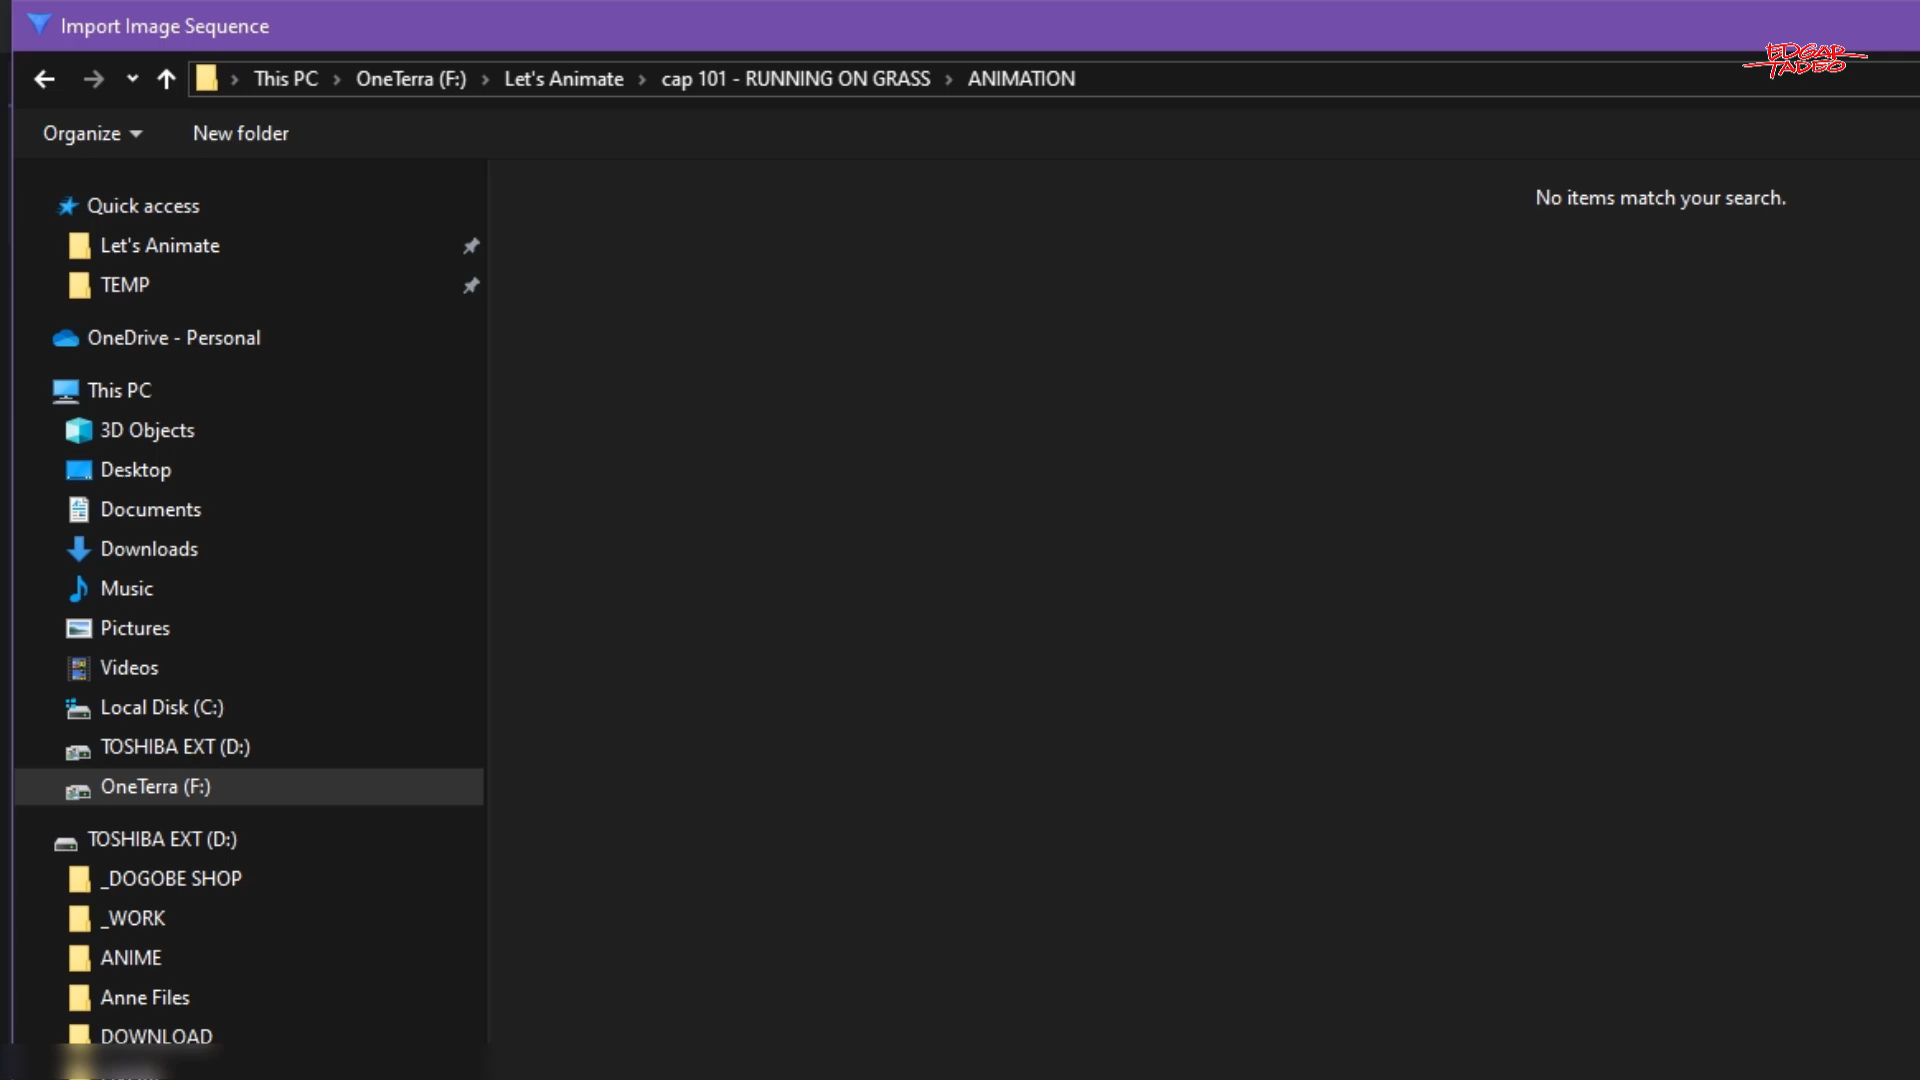 Import Image Sequence
EDGAR
TADEO
This PC > OneTerra (F:) > Let's Animate > cap 101 - RUNNING ON GRASS > ANIMATION
Organize
New folder
No items match your search.
Quick access
Let's Animate
TEMP
OneDrive - Personal
This PC
3D Objects
Desktop
Documents
Downloads
Music
Pictures
Videos
Local Disk (C:)
TOSHIBA EXT (D:)
OneTerra (F:)
TOSHIBA EXT (D:)
_DOGOBE SHOP
_WORK
ANIME
Anne Files
DOWNLOAD